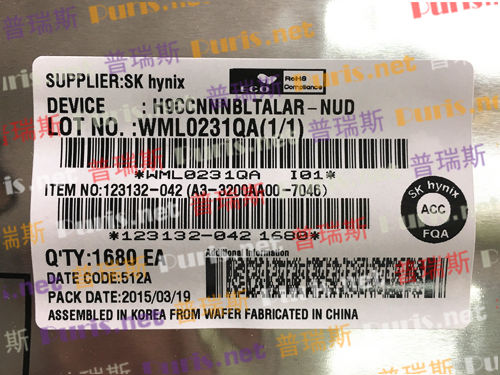 SUPPLIER:SK hynix
ECO
RoHS
Compliance
DEVICE : H9CCNNNBLTALAR-NUD
LOT NO. :WML0231QA(1/1)
*WML0231QA I01*
ITEM NO:123132-042 (A3-3200AA00-7046)
SK hynix
ACC
FQA
*123132-042 1680*
Q'TY:1680 EA
Additional Information
DATE CODE:512A
PACK DATE:2015/03/19
ASSEMBLED IN KOREA FROM WAFER FABRICATED IN CHINA
普瑞斯 Puris.net